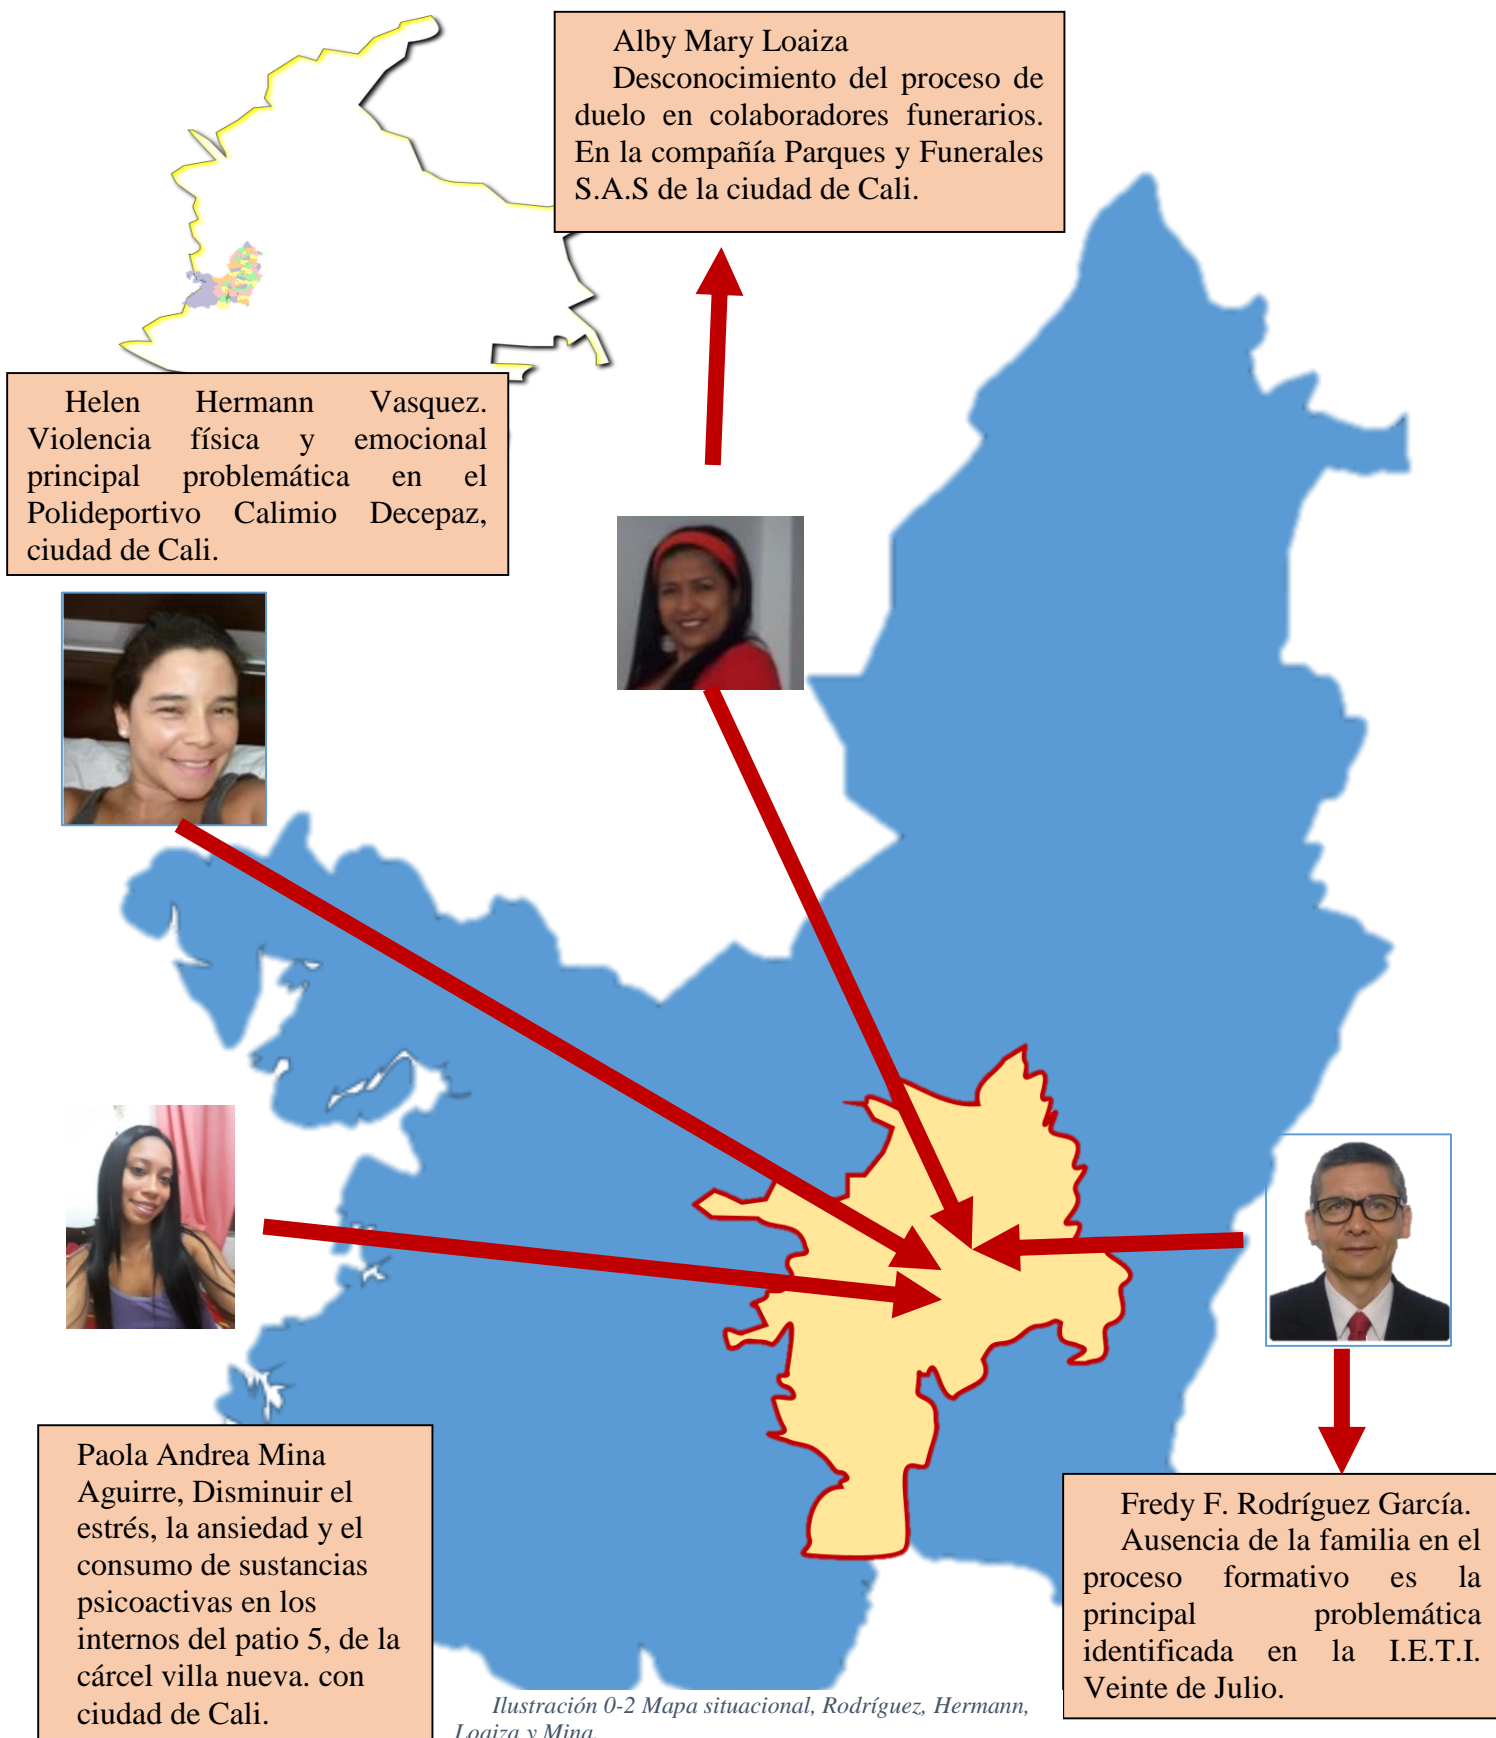 Alby Mary Loaiza
Desconocimiento del proceso de
duelo en colaboradores funerarios.
En la compañía Parques y Funerales
S.A.S de la ciudad de Cali.
Helen Hermann Vasquez.
Violencia física y emocional
principal problemática en el
Polideportivo Calimio Decepaz,
ciudad de Cali.
Paola Andrea Mina
Aguirre, Disminuir el
estrés, la ansiedad y el
consumo de sustancias
psicoactivas en los
internos del patio 5, de la
cárcel villa nueva. con
ciudad de Cali.
Fredy F. Rodríguez García.
Ausencia de la familia en el
proceso formativo es la
principal problemática
identificada en la I.E.T.I.
Veinte de Julio.
Ilustración 0-2 Mapa situacional, Rodríguez, Hermann,
Loaiza y Mina.